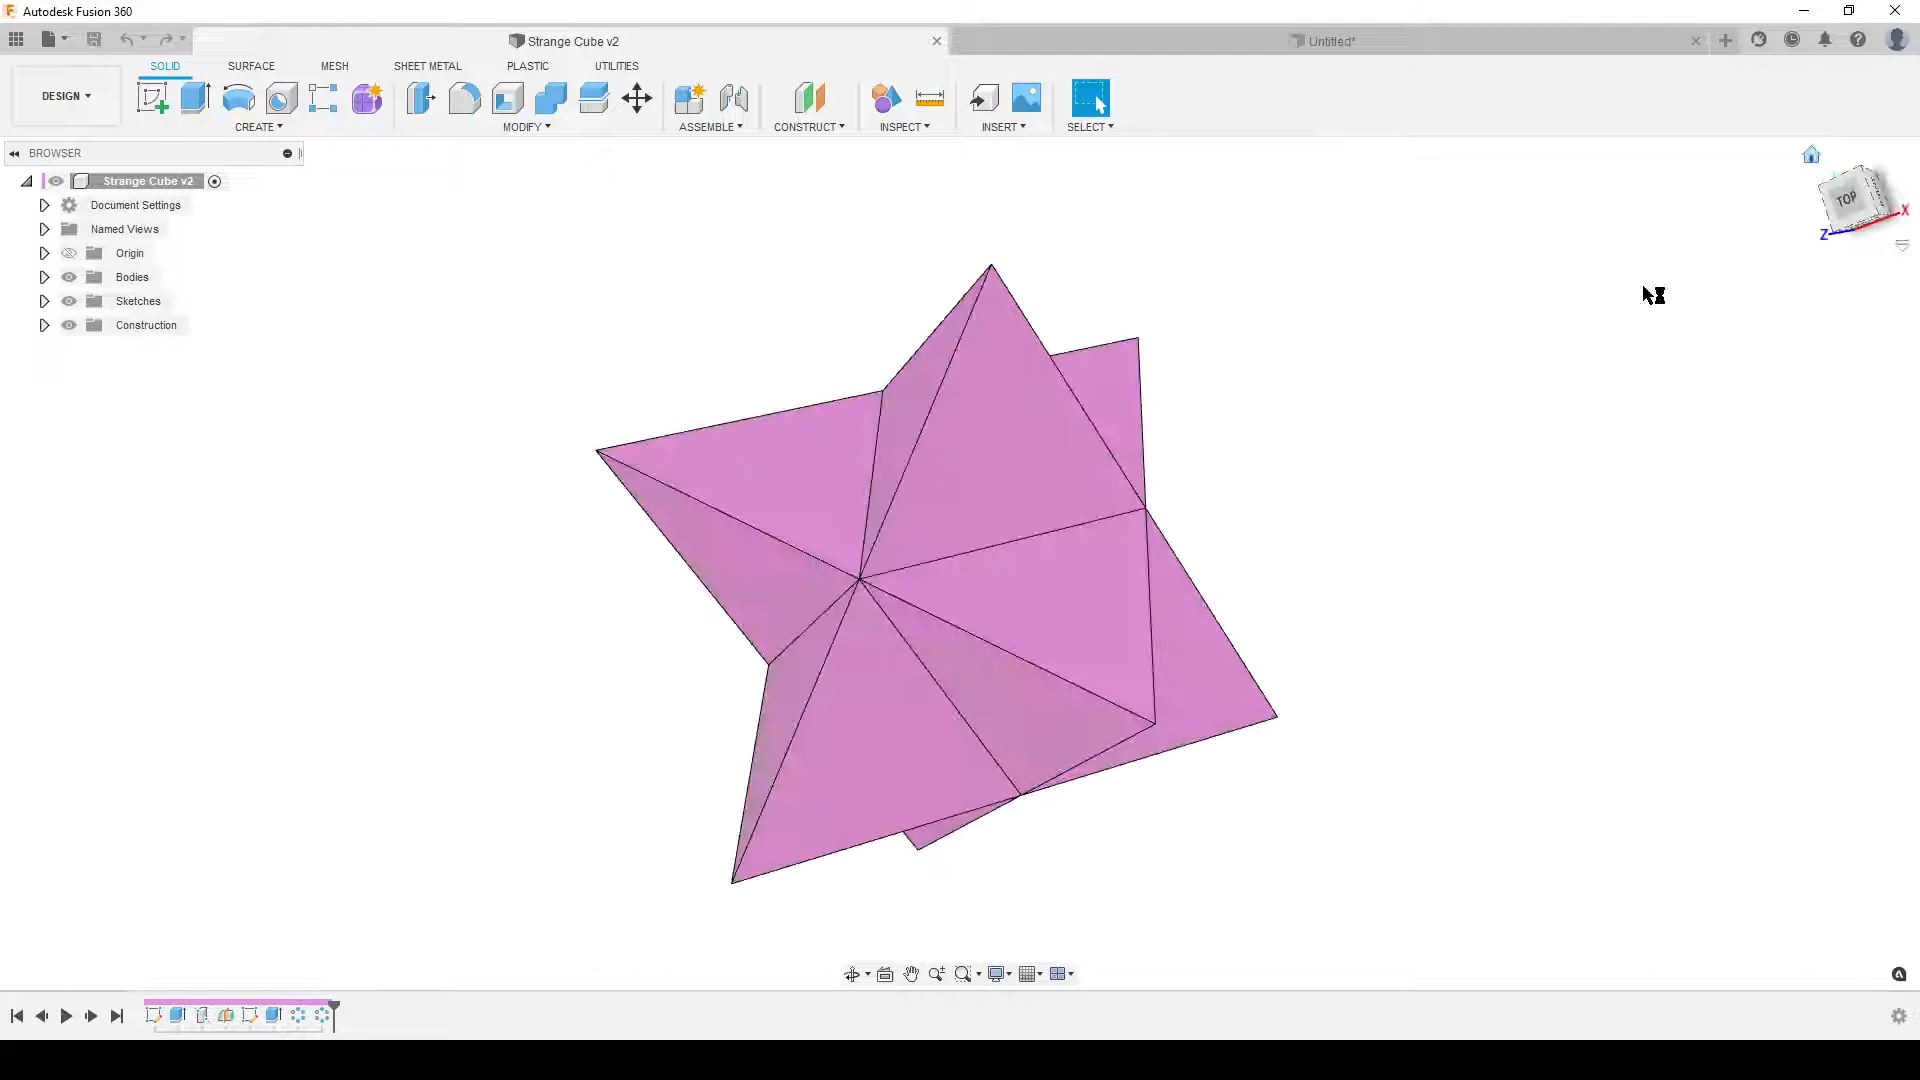 Autodesk Fusion 360
Strange Cube v2
Untitled*
DESIGN
SOLID SURFACE MESH SHEET METAL PLASTIC UTILITIES
CREATE MODIFY ASSEMBLE CONSTRUCT INSPECT INSERT SELECT
BROWSER
Strange Cube v2
Document Settings
Named Views
Origin
Bodies
Sketches
Construction
TOP
X
Z